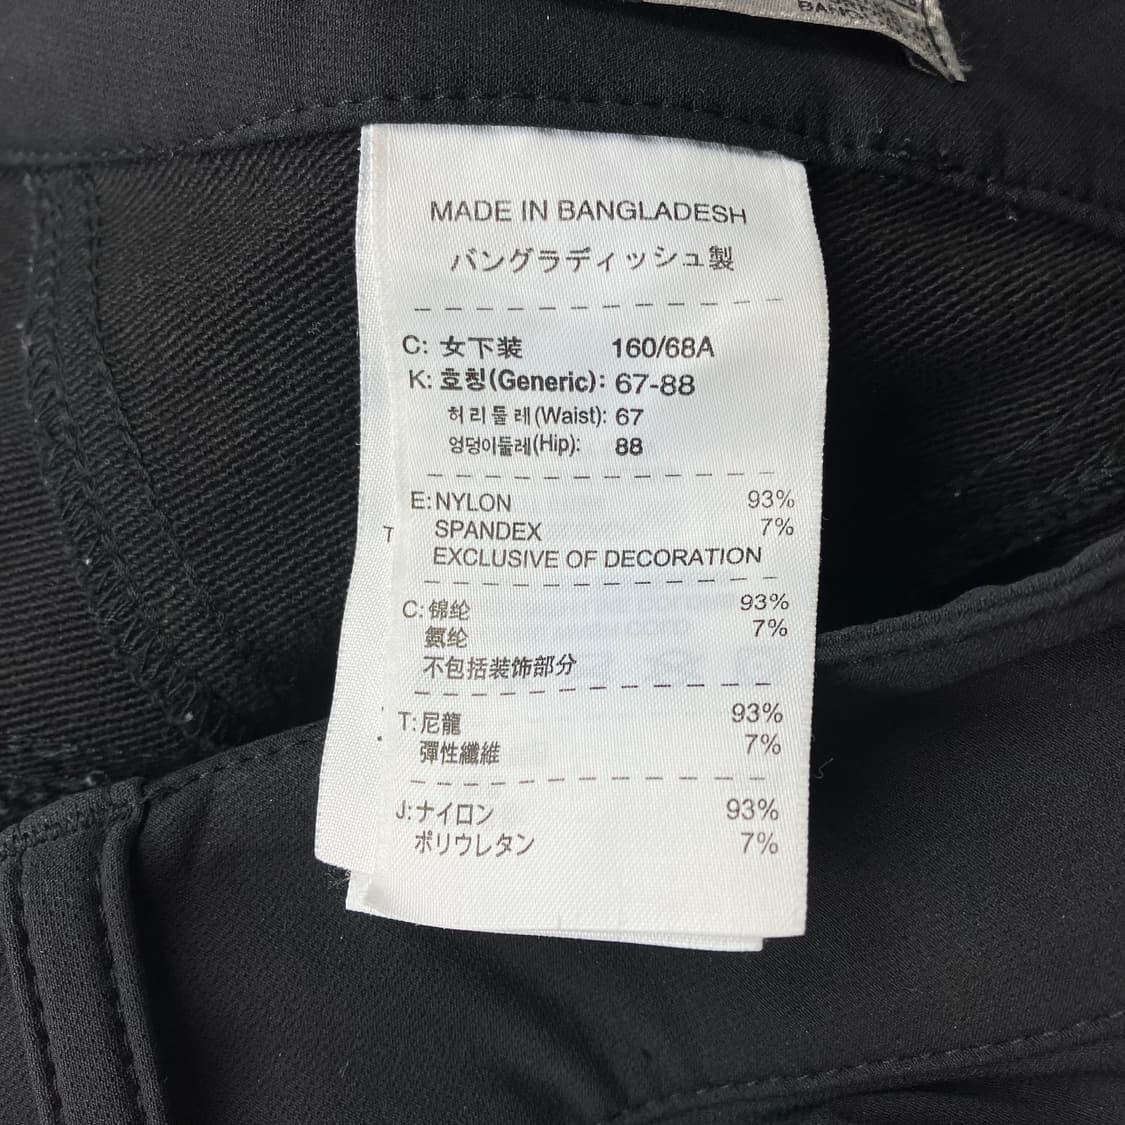 MADE IN BANGLADESH
バングラディッシュ製
C: 女下装 160/68A
K: 호칭(Generic): 67-88
허리둘레(Waist): 67
엉덩이둘레(Hip): 88
E: NYLON 93%
SPANDEX 7%
EXCLUSIVE OF DECORATION
C: 锦纶 93%
氨纶 7%
不包括装饰部分
T: 尼龍 93%
彈性纖維 7%
J: ナイロン 93%
ポリウレタン 7%